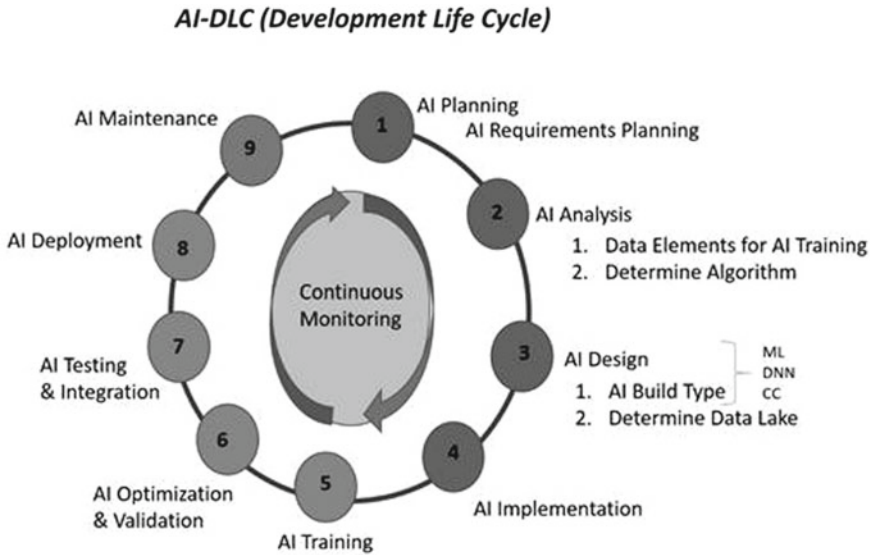 AI-DLC (Development Life Cycle)
1
AI Planning
AI Requirements Planning
2
AI Analysis
1. Data Elements for AI Training
2. Determine Algorithm
3
AI Design
1. AI Build Type
2. Determine Data Lake
ML
DNN
CC
4
AI Implementation
5
AI Training
6
AI Optimization
& Validation
7
AI Testing
& Integration
8
AI Deployment
9
AI Maintenance
Continuous
Monitoring